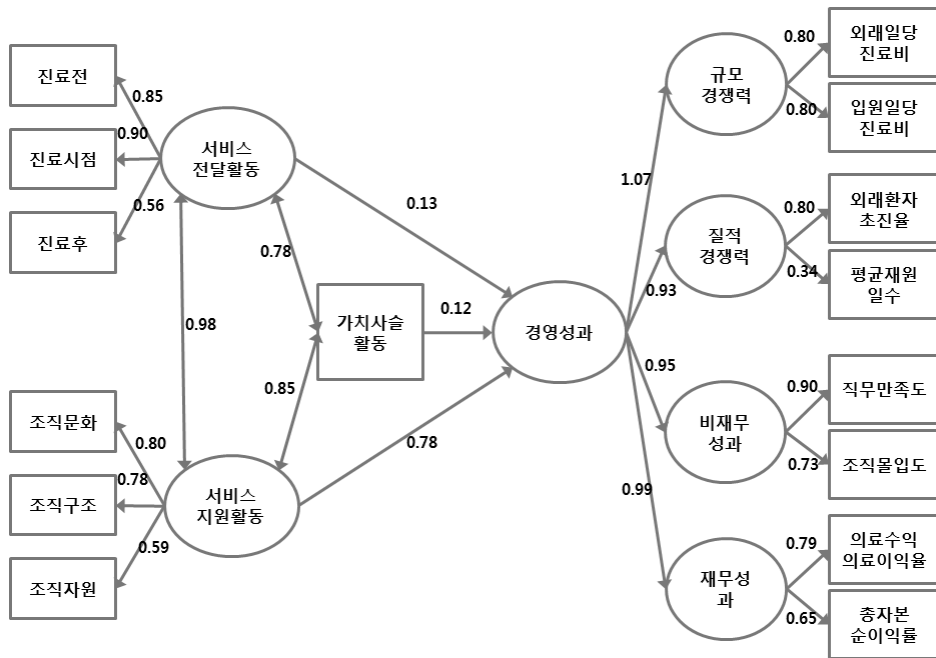 진료전
진료시점
진료후
0.85
0.90
0.56
서비스
전달활동
0.98
0.78
0.13
가치사슬
활동
0.12
0.85
0.78
조직문화
조직구조
조직자원
0.80
0.78
0.59
서비스
지원활동
경영성과
1.07
0.93
0.95
0.99
규모
경쟁력
0.80
0.80
외래일당
진료비
입원일당
진료비
질적
경쟁력
0.80
0.34
외래환자
초진율
평균재원
일수
비재무
성과
0.90
0.73
직무만족도
조직몰입도
재무성
과
0.79
0.65
의료수익
의료이익율
총자본
순이익률